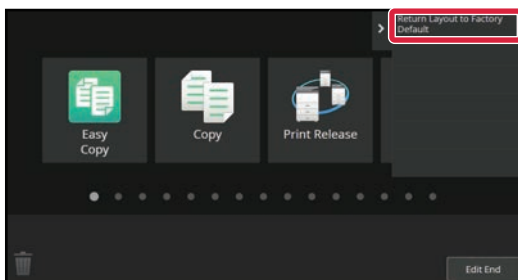 Return Layout to Factory
Default
Easy
Copy
Copy
Print Release
Edit End